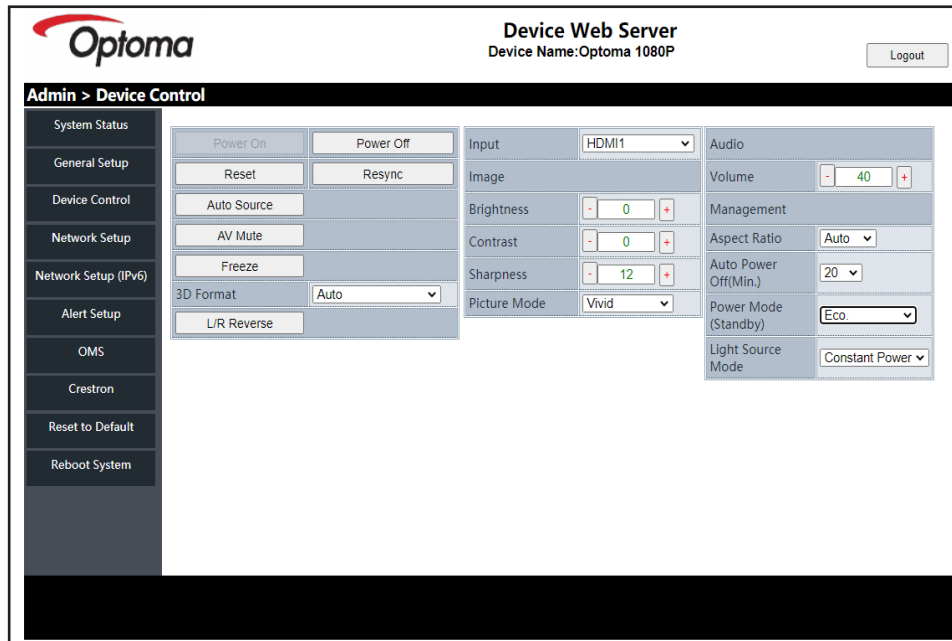 Optoma
Device Web Server
Device Name:Optoma 1080P
Logout
Admin > Device Control
System Status
General Setup
Device Control
Network Setup
Network Setup (IPv6)
Alert Setup
OMS
Crestron
Reset to Default
Reboot System
Power On Power Off
Reset Resync
Auto Source
AV Mute
Freeze
3D Format Auto
L/R Reverse
Input HDMI1
Image
Brightness - 0 +
Contrast - 0 +
Sharpness - 12 +
Picture Mode Vivid
Audio
Volume - 40 +
Management
Aspect Ratio Auto
Auto Power
Off(Min.) 20
Power Mode
(Standby) Eco.
Light Source
Mode Constant Power